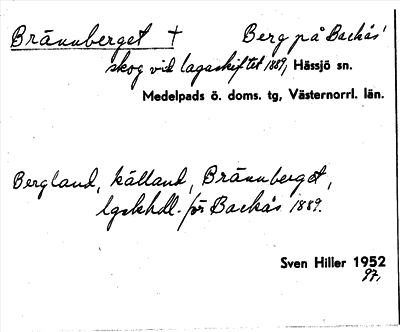 Brännberget † Berg på Backås'
skog vid lagaskiftet 1889, Hässjö sn.
Medelpads ö. doms. tg, Västernorrl. län.
Bergland, källand, Brännberget,
lgskhdl. för Backås 1889.
Sven Hiller 1952